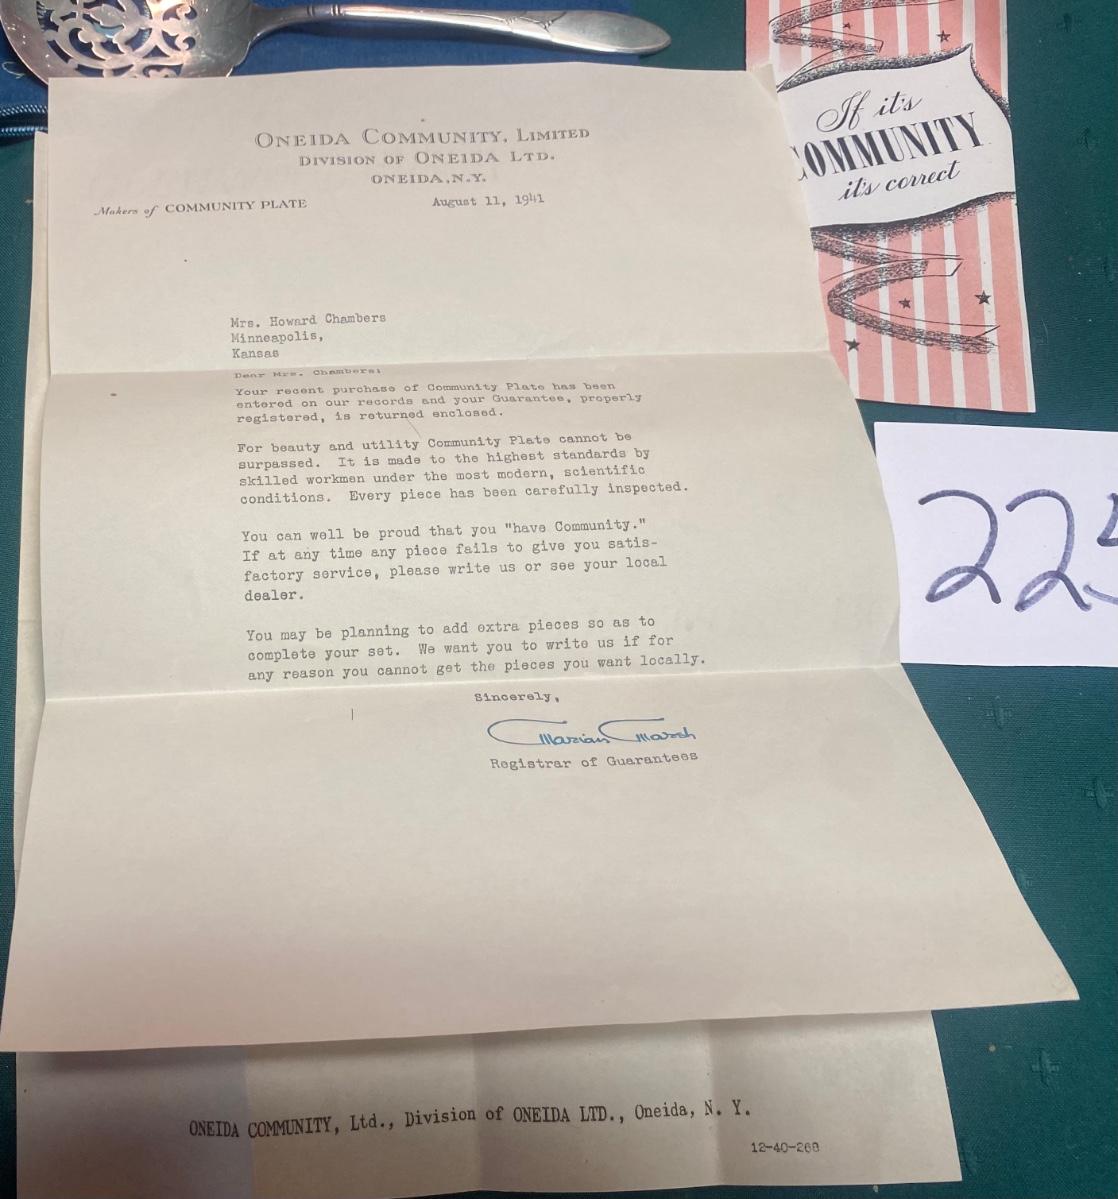 ONEIDA COMMUNITY, LIMITED
DIVISION OF ONEIDA LTD.
ONEIDA, N.Y.
Makers of COMMUNITY PLATE
August 11, 1941
Mrs. Howard Chambers
Minneapolis,
Kansas
Dear Mrs. Chambers:
Your recent purchase of Community Plate has been
entered on our records and your Guarantee, properly
registered, is returned enclosed.
For beauty and utility Community Plate cannot be
surpassed. It is made to the highest standards by
skilled workmen under the most modern, scientific
conditions. Every piece has been carefully inspected.
You can well be proud that you "have Community."
If at any time any piece fails to give you satis-
factory service, please write us or see your local
dealer.
You may be planning to add extra pieces so as to
complete your set. We want you to write us if for
any reason you cannot get the pieces you want locally.
Sincerely,
Marian Marsh
Registrar of Guarantees
ONEIDA COMMUNITY, Ltd., Division of ONEIDA LTD., Oneida, N. Y.
12-40-268
If it's
COMMUNITY
it's correct
225